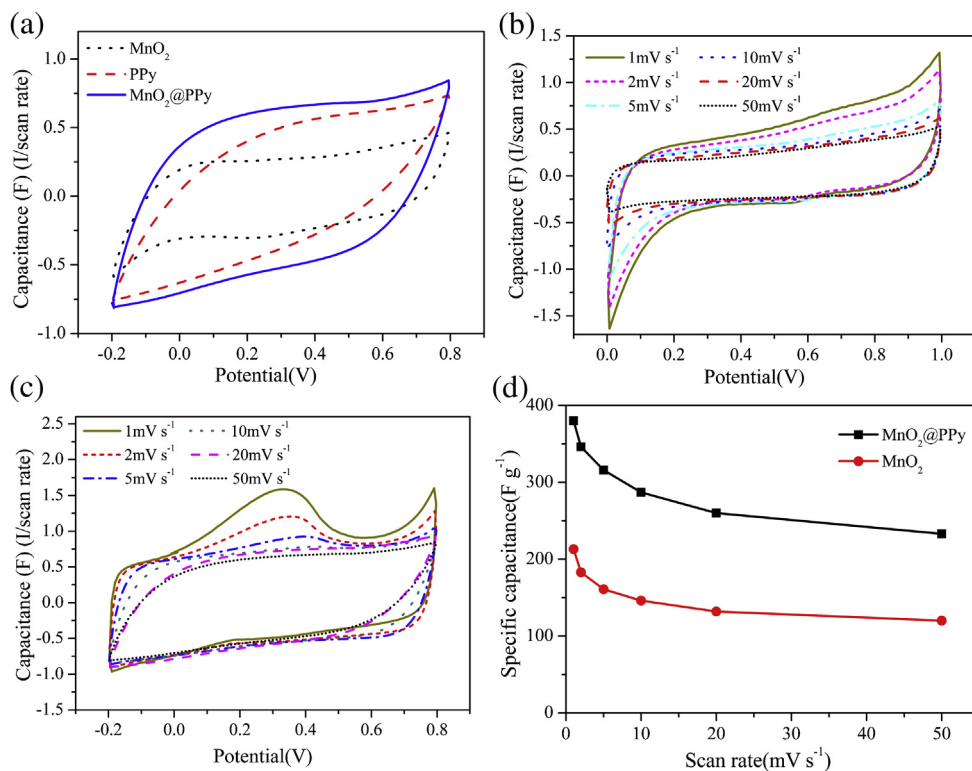 (a)
MnO2
PPy
MnO2@PPy
1.0
0.5
0.0
-0.5
-1.0
Capacitance (F) (I/scan rate)
-0.2 0.0 0.2 0.4 0.6 0.8
Potential(V)
(b)
1mV s-1 10mV s-1
2mV s-1 20mV s-1
5mV s-1 50mV s-1
1.5
1.0
0.5
0.0
-0.5
-1.0
-1.5
Capacitance (F) (I/scan rate)
0.0 0.2 0.4 0.6 0.8 1.0
Potential(V)
(c)
1mV s-1 10mV s-1
2mV s-1 20mV s-1
5mV s-1 50mV s-1
2.5
2.0
1.5
1.0
0.5
0.0
-0.5
-1.0
-1.5
Capacitance (F) (I/scan rate)
-0.2 0.0 0.2 0.4 0.6 0.8
Potential(V)
(d)
MnO2@PPy
MnO2
400
300
200
100
0
Specific capacitance(F g-1)
0 10 20 30 40 50
Scan rate(mV s-1)